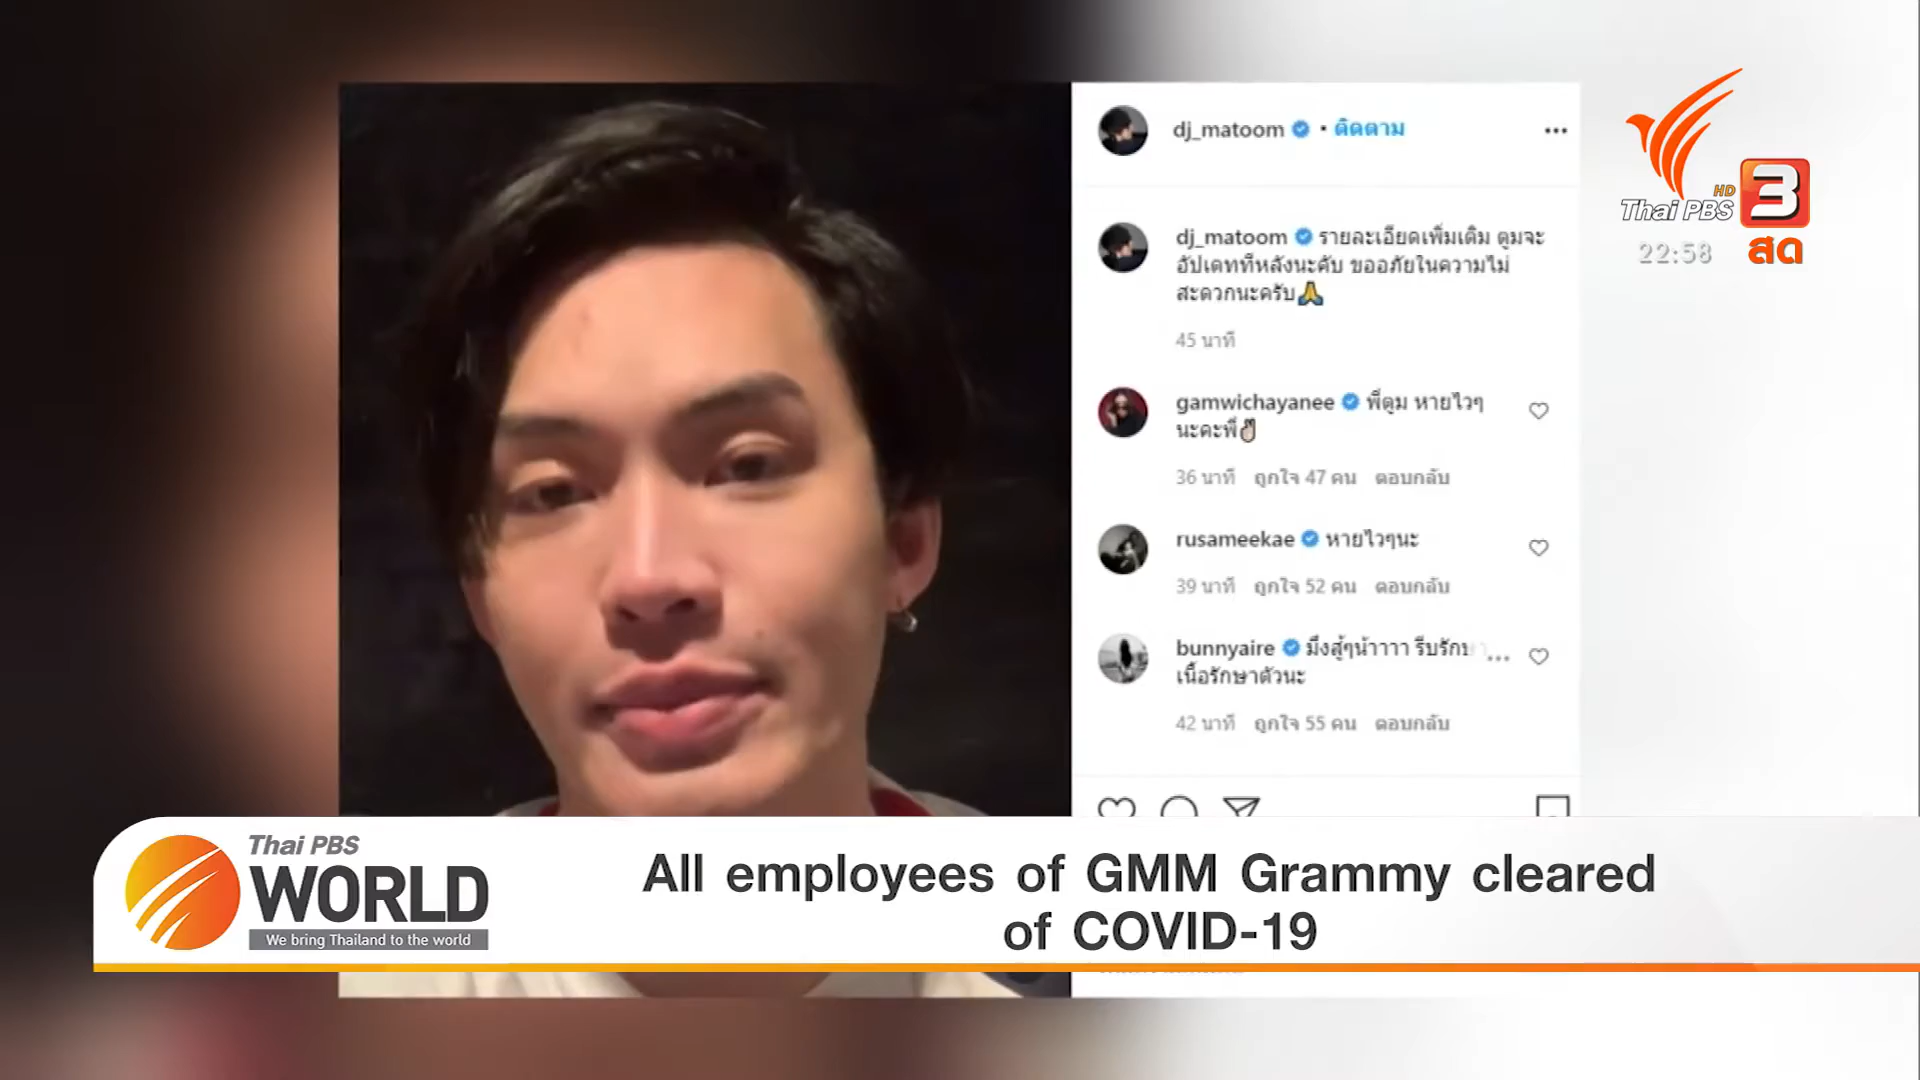 dj_matoom • ติดตาม
dj_matoom รายละเอียดเพิ่มเติม ตูมจะ
อัปเดททีหลังนะคับ ขออภัยในความไม่
สะดวกนะครับ🙏
45 นาที
gamwichayanee พี่ตูม หายไวๆ
นะคะพี่✌🏻
36 นาที ถูกใจ 47 คน ตอบกลับ
rusameekae หายไวๆนะ
39 นาที ถูกใจ 52 คน ตอบกลับ
bunnyaire มึงสู้ๆน้าาาา รีบรักษา...
เนื้อรักษาตัวนะ
42 นาที ถูกใจ 55 คน ตอบกลับ
Thai PBS HD 3
22:58 สด
Thai PBS
WORLD
We bring Thailand to the world
All employees of GMM Grammy cleared
of COVID-19